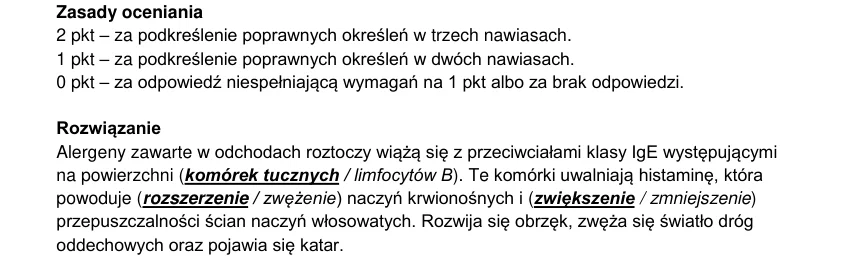 Zasady oceniania
2 pkt – za podkreślenie poprawnych określeń w trzech nawiasach.
1 pkt – za podkreślenie poprawnych określeń w dwóch nawiasach.
0 pkt – za odpowiedź niespełniającą wymagań na 1 pkt albo za brak odpowiedzi.
Rozwiązanie
Alergeny zawarte w odchodach roztoczy wiążą się z przeciwciałami klasy IgE występującymi
na powierzchni (komórek tucznych / limfocytów B). Te komórki uwalniają histaminę, która
powoduje (rozszerzenie / zwężenie) naczyń krwionośnych i (zwiększenie / zmniejszenie)
przepuszczalności ścian naczyń włosowatych. Rozwija się obrzęk, zwęża się światło dróg
oddechowych oraz pojawia się katar.